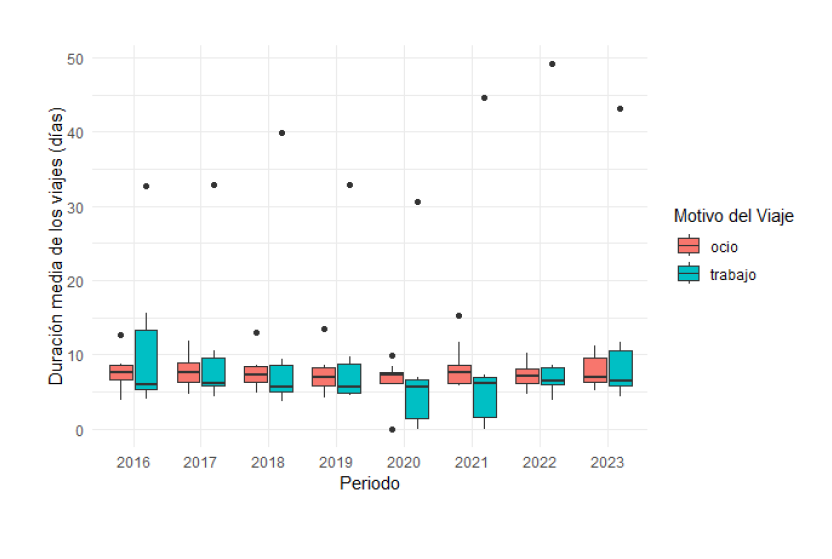 Duración media de los viajes (días)
50
40
30
20
10
0
2016 2017 2018 2019 2020 2021 2022 2023
Periodo
Motivo del Viaje
ocio
trabajo